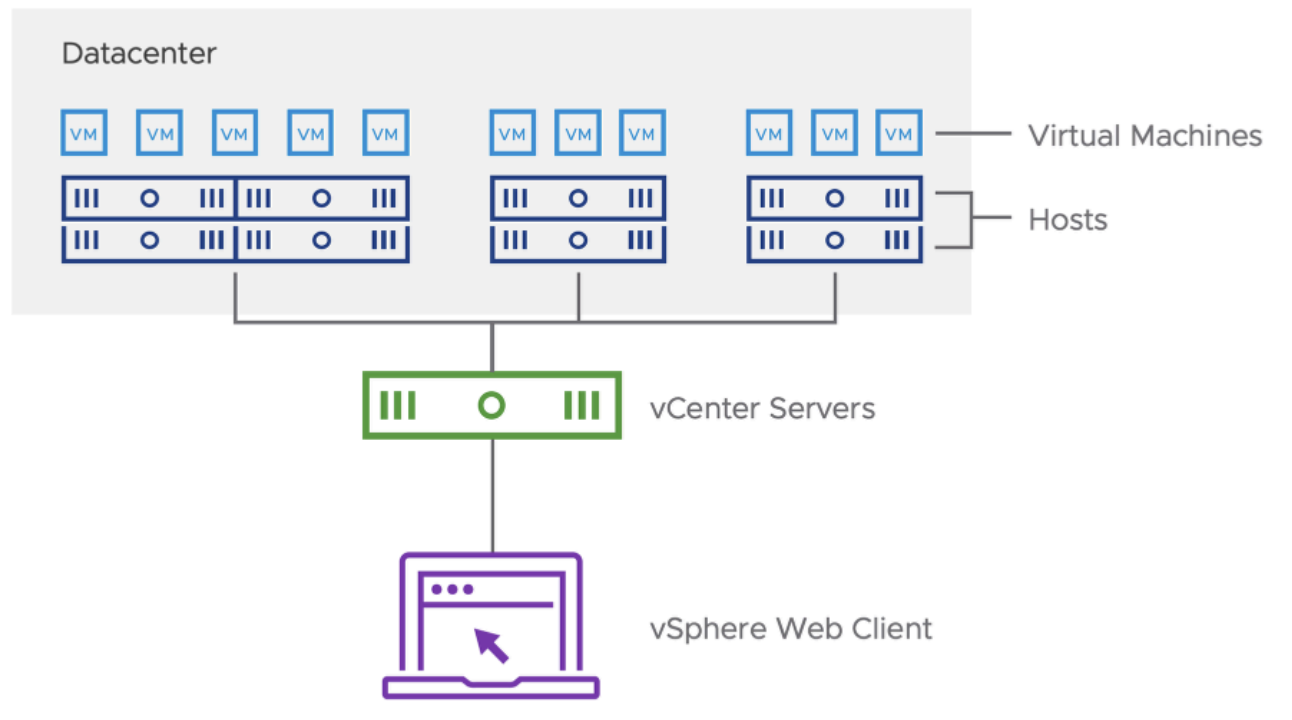 Datacenter
VM VM VM VM VM VM VM VM VM VM VM
Virtual Machines
Hosts
vCenter Servers
vSphere Web Client